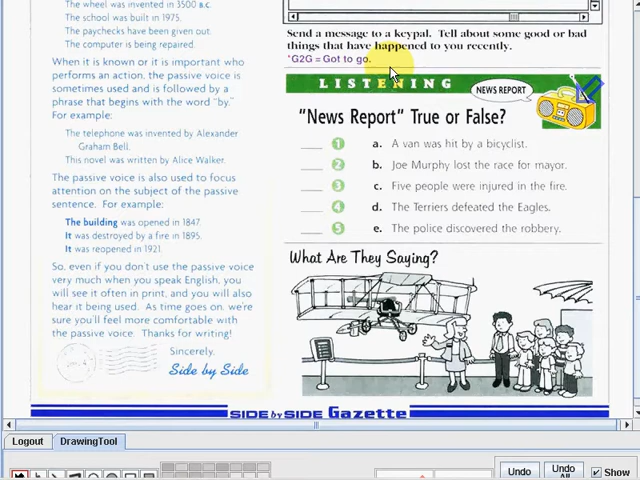 The wheel was invented in 3500 B.C.
The school was built in 1975.
The paychecks have been given out.
The computer is being repaired.
When it is known or it is important who
performs an action, the passive voice is
sometimes used and is followed by a
phrase that begins with the word "by."
For example:
The telephone was invented by Alexander
Graham Bell.
This novel was written by Alice Walker.
The passive voice is also used to focus
attention on the subject of the passive
sentence. For example:
The building was opened in 1847.
It was destroyed by a fire in 1895.
It was reopened in 1921.
So, even if you don't use the passive voice
very much when you speak English, you
will see it often in print, and you will also
hear it being used. As time goes on, we're
sure you'll feel more comfortable with
the passive voice. Thanks for writing!
Sincerely,
Side by Side
Send a message to a keypal. Tell about some good or bad
things that have happened to you recently.
*G2G = Got to go.
LISTENING
NEWS REPORT
"News Report" True or False?
___ 1 a. A van was hit by a bicyclist.
___ 2 b. Joe Murphy lost the race for mayor.
___ 3 c. Five people were injured in the fire.
___ 4 d. The Terriers defeated the Eagles.
___ 5 e. The police discovered the robbery.
What Are They Saying?
SIDE by SIDE Gazette
Logout
DrawingTool
Undo
Undo All
Show